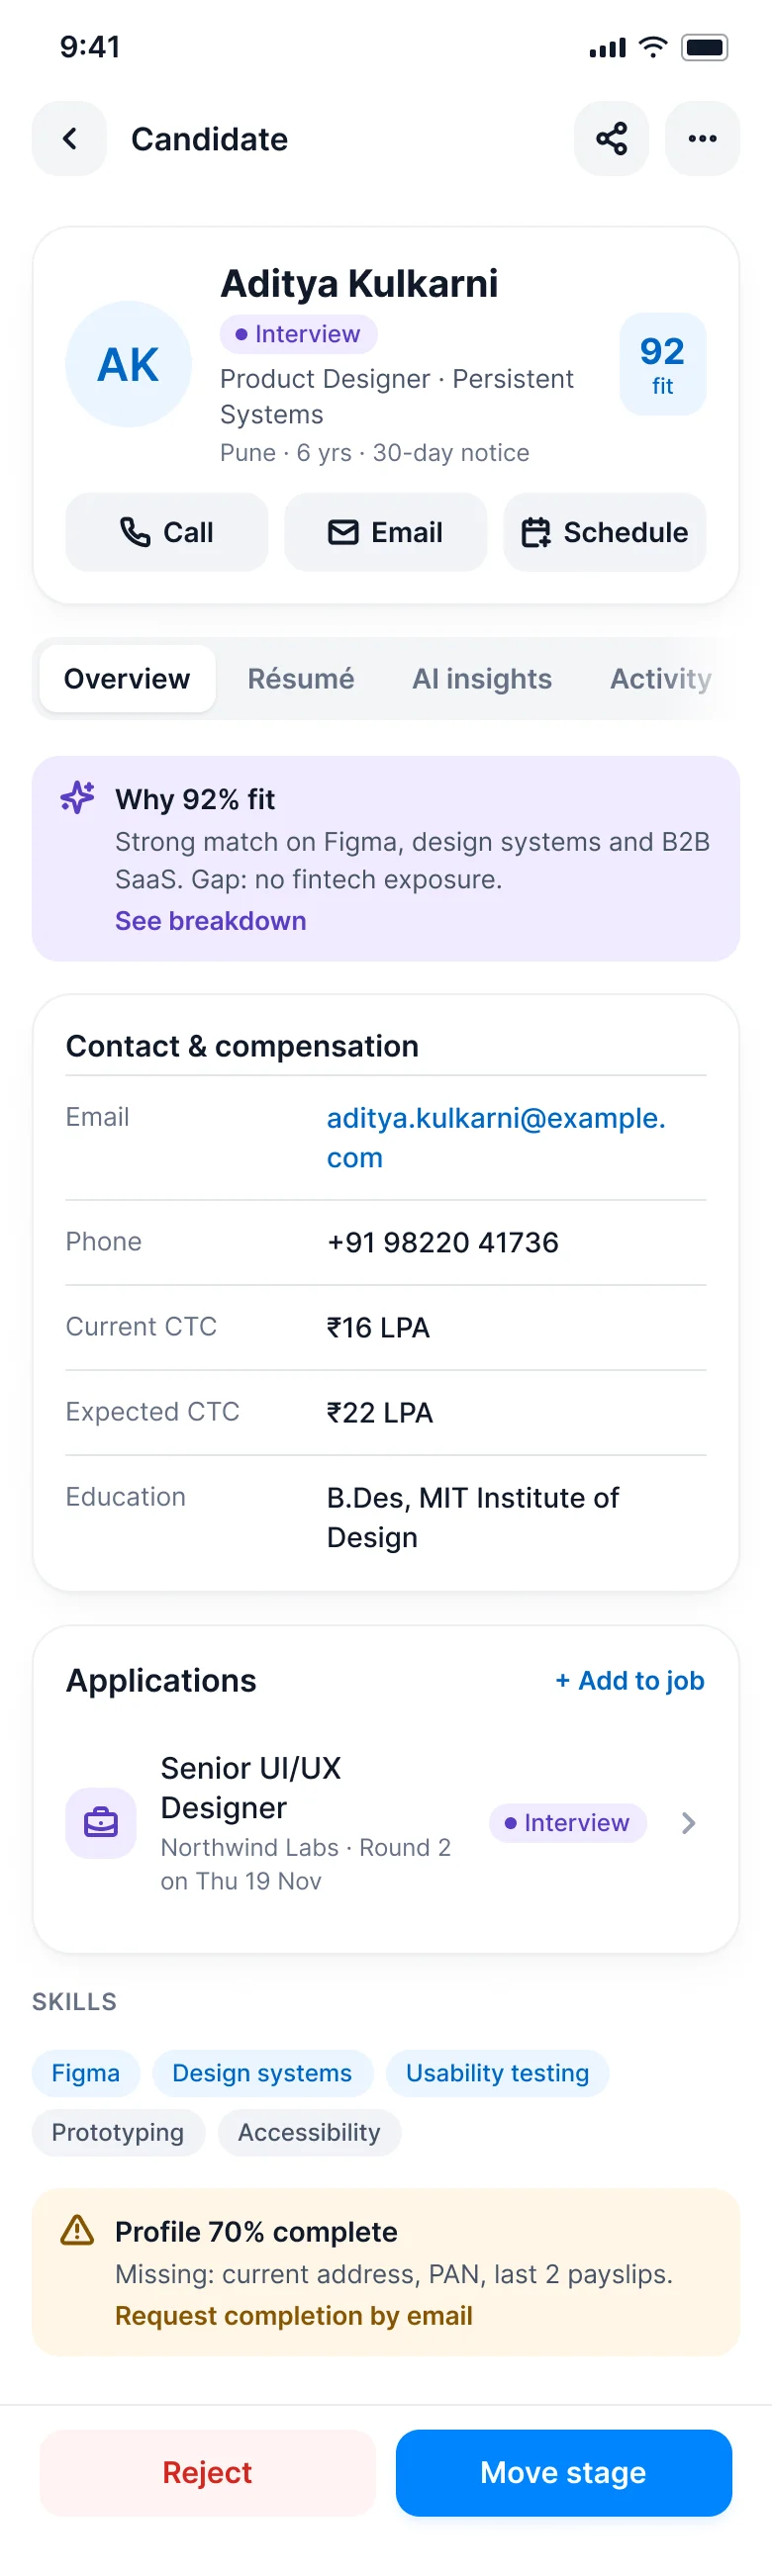 9:41
Candidate
Aditya Kulkarni
AK
Interview
92
fit
Product Designer · Persistent
Systems
Pune · 6 yrs · 30-day notice
Call
Email
Schedule
Overview
Résumé
AI insights
Activity
Why 92% fit
Strong match on Figma, design systems and B2B
SaaS. Gap: no fintech exposure.
See breakdown
Contact & compensation
Email
aditya.kulkarni@example.
com
Phone
+91 98220 41736
Current CTC
₹16 LPA
Expected CTC
₹22 LPA
Education
B.Des, MIT Institute of
Design
Applications
+ Add to job
Senior UI/UX
Designer
Northwind Labs · Round 2
on Thu 19 Nov
Interview
SKILLS
Figma
Design systems
Usability testing
Prototyping
Accessibility
Profile 70% complete
Missing: current address, PAN, last 2 payslips.
Request completion by email
Reject
Move stage